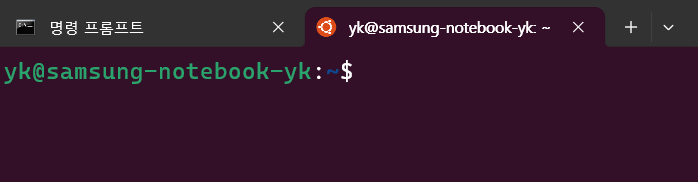 명령 프롬프트 yk@samsung-notebook-yk: ~
yk@samsung-notebook-yk:~$